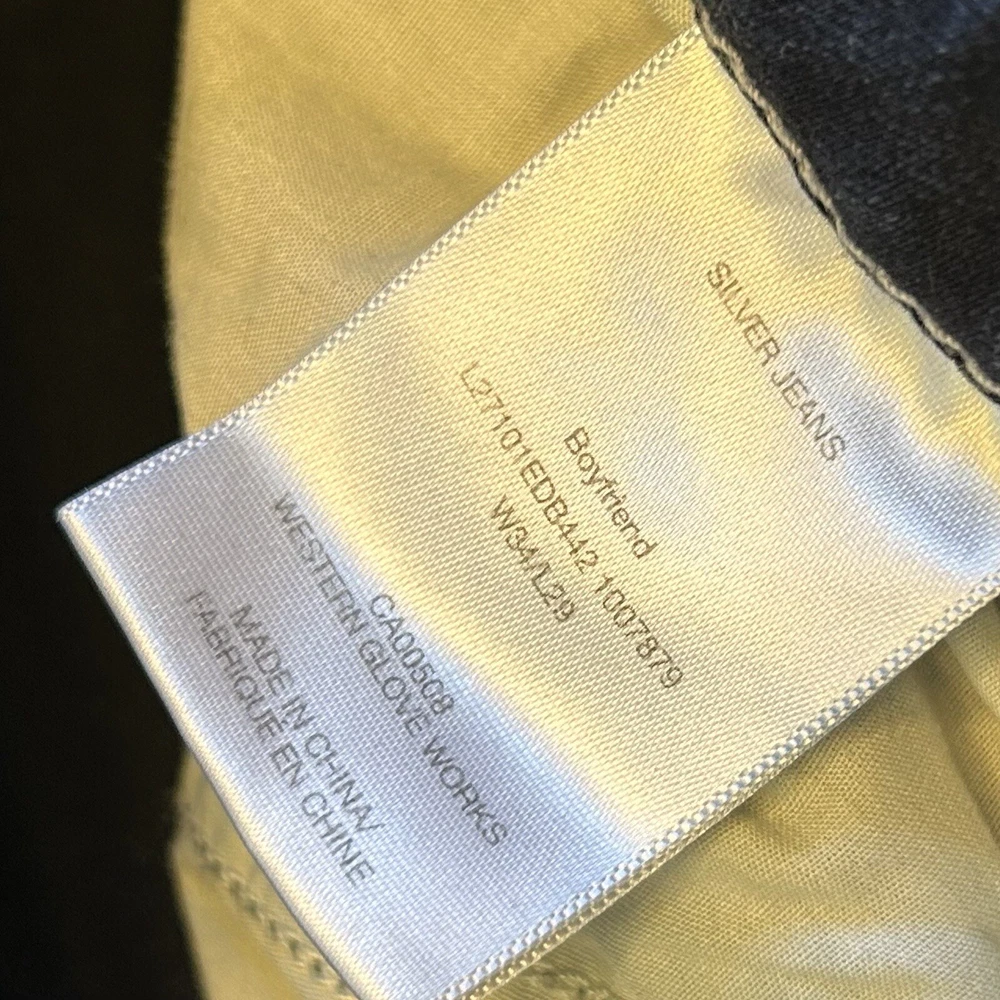 SILVER JEANS
Boyfriend
L27101EDB442 1007879
W34/L29
CA00508
WESTERN GLOVE WORKS
MADE IN CHINA/
FABRIQUÉ EN CHINE